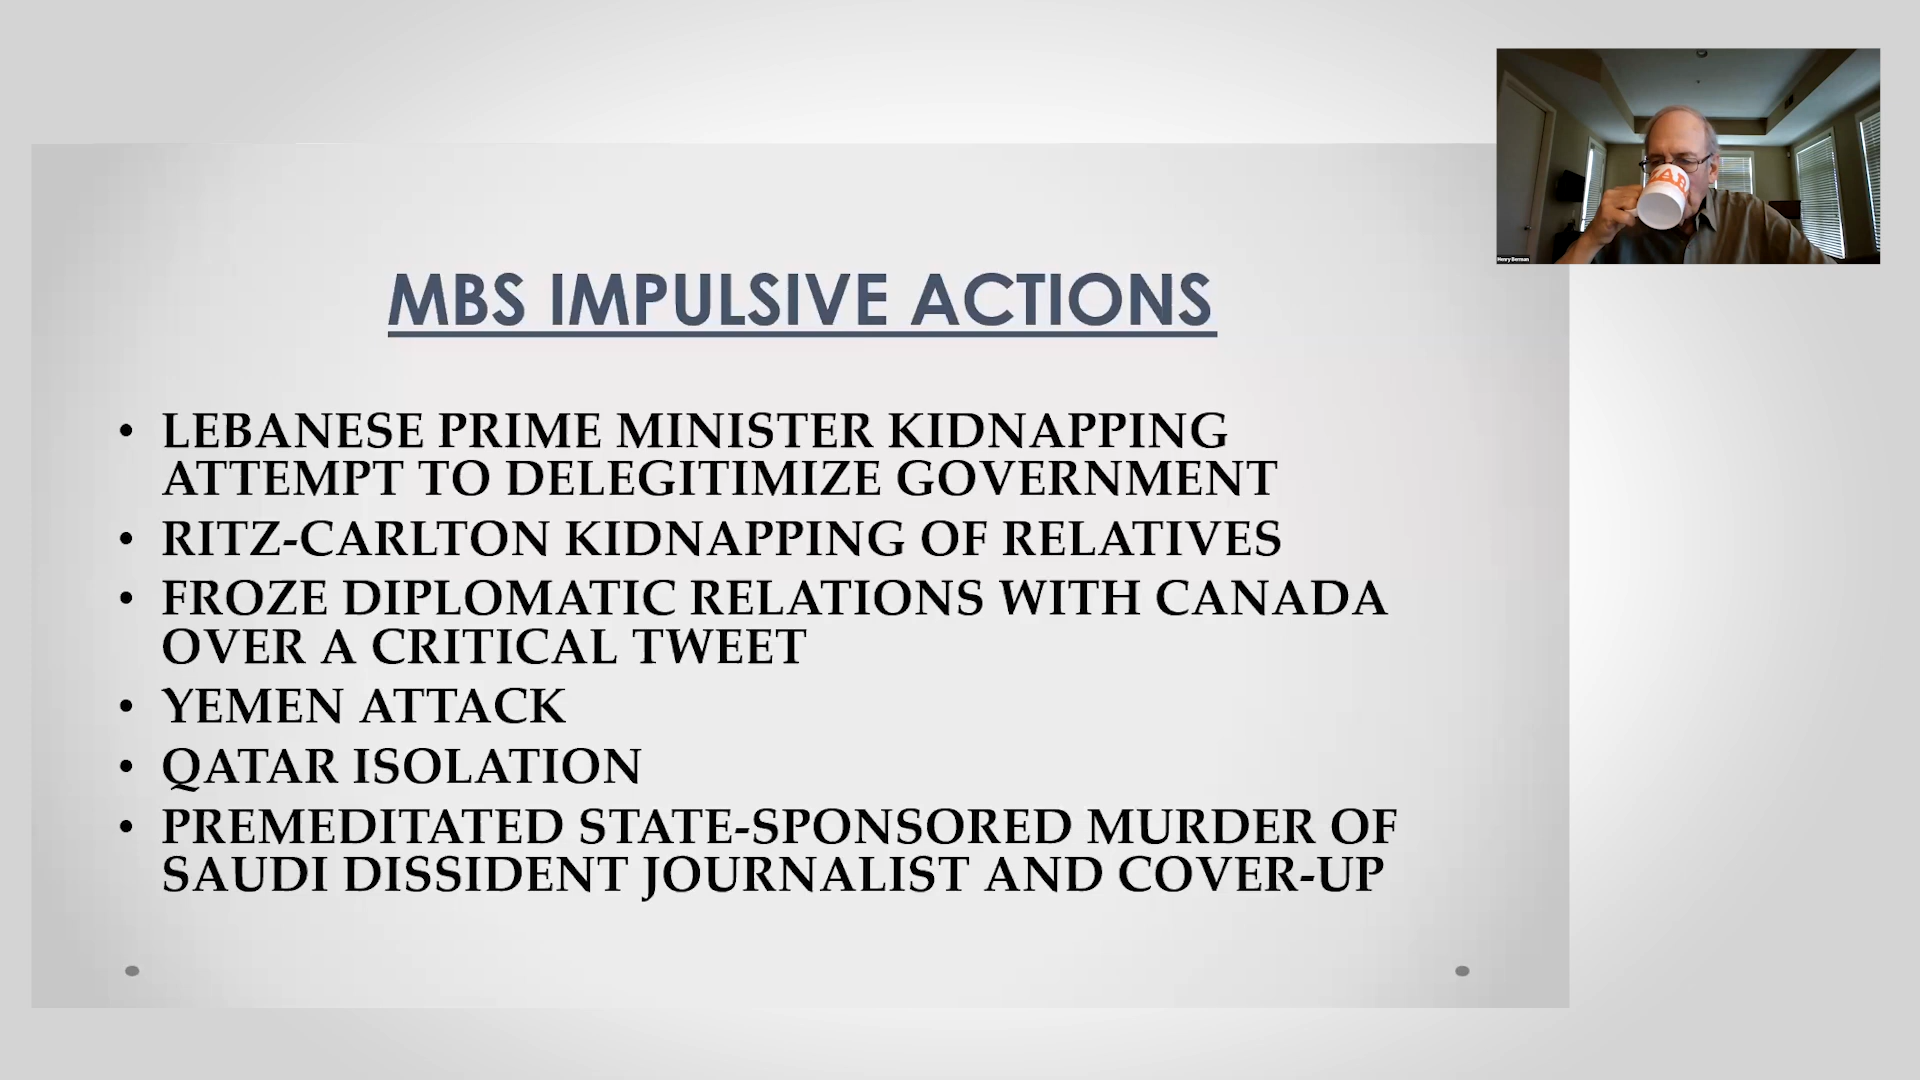 MBS IMPULSIVE ACTIONS
• LEBANESE PRIME MINISTER KIDNAPPING
ATTEMPT TO DELEGITIMIZE GOVERNMENT
• RITZ-CARLTON KIDNAPPING OF RELATIVES
• FROZE DIPLOMATIC RELATIONS WITH CANADA
OVER A CRITICAL TWEET
• YEMEN ATTACK
• QATAR ISOLATION
• PREMEDITATED STATE-SPONSORED MURDER OF
SAUDI DISSIDENT JOURNALIST AND COVER-UP
Henry Berman